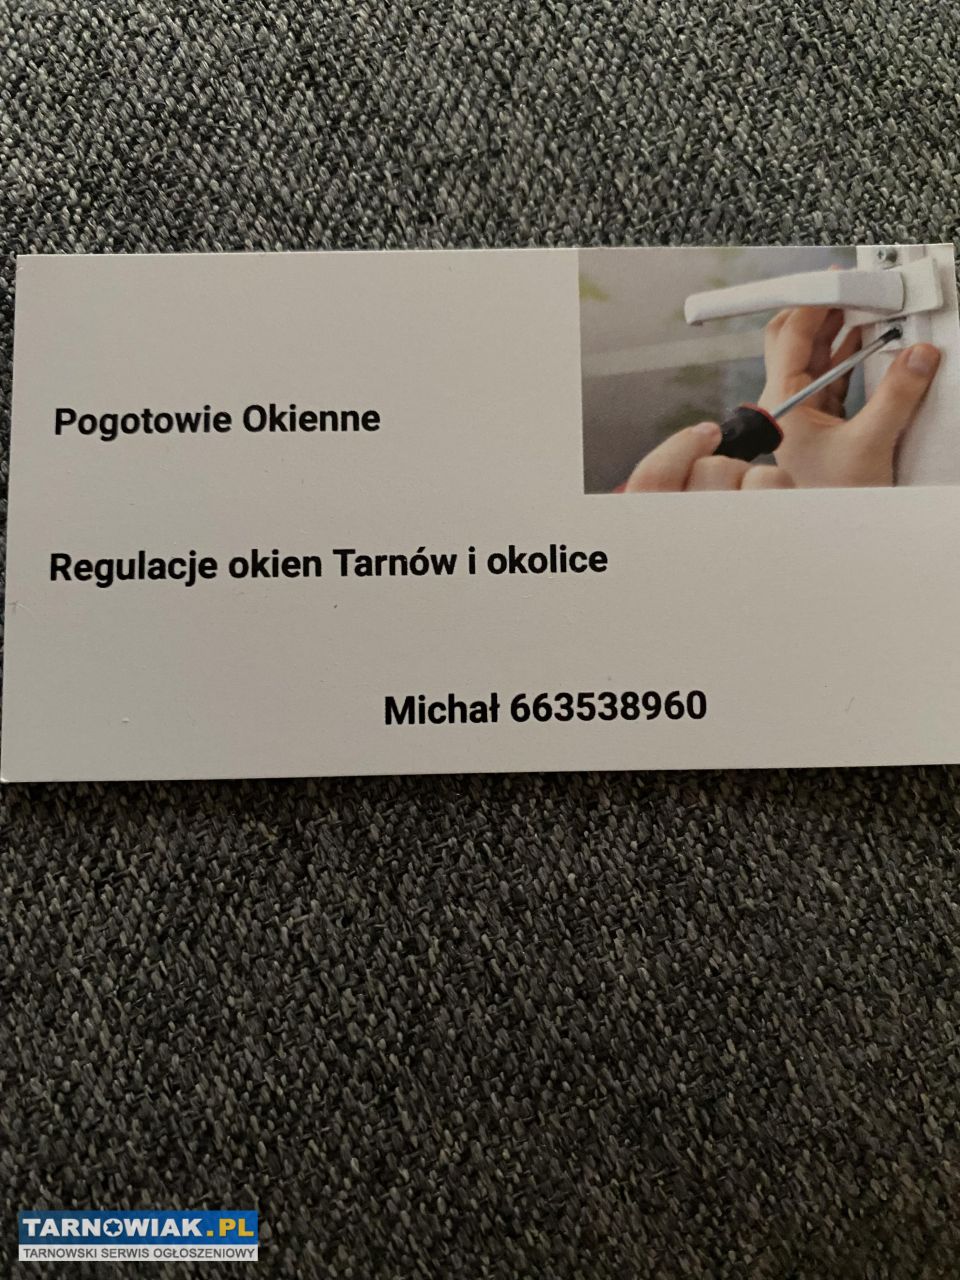 Pogotowie Okienne
Regulacje okien Tarnów i okolice
Michał 663538960
TARNOWIAK.PL
TARNOWSKI SERWIS OGŁOSZENIOWY